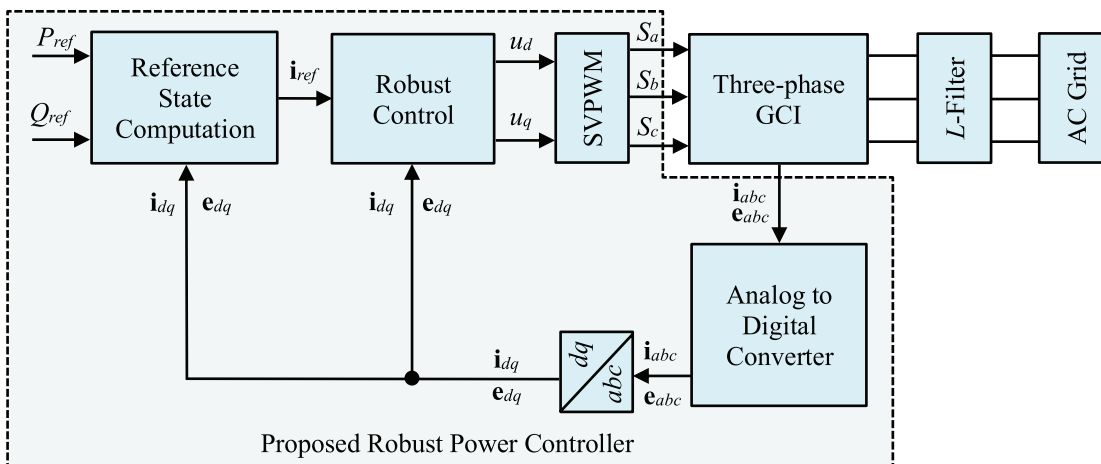 P_ref
Q_ref
Reference
State
Computation
i_ref
Robust
Control
u_d
u_q
SVPWM
S_a
S_b
S_c
Three-phase
GCI
L-Filter
AC Grid
i_dq e_dq
i_dq e_dq
i_abc
e_abc
Analog to
Digital
Converter
i_abc
e_abc
dq
abc
i_dq
e_dq
Proposed Robust Power Controller